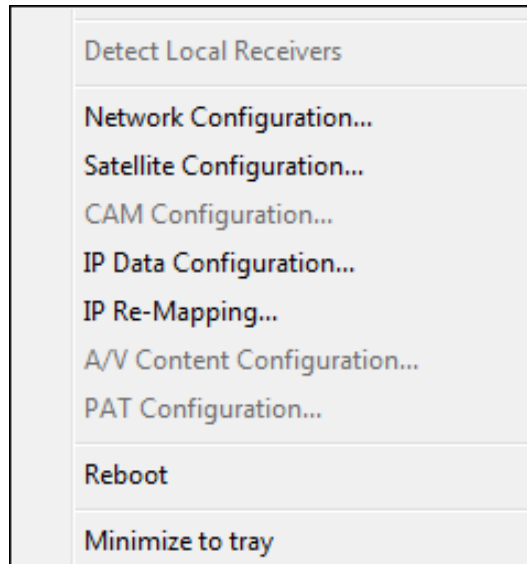 Detect Local Receivers
Network Configuration...
Satellite Configuration...
CAM Configuration...
IP Data Configuration...
IP Re-Mapping...
A/V Content Configuration...
PAT Configuration...
Reboot
Minimize to tray